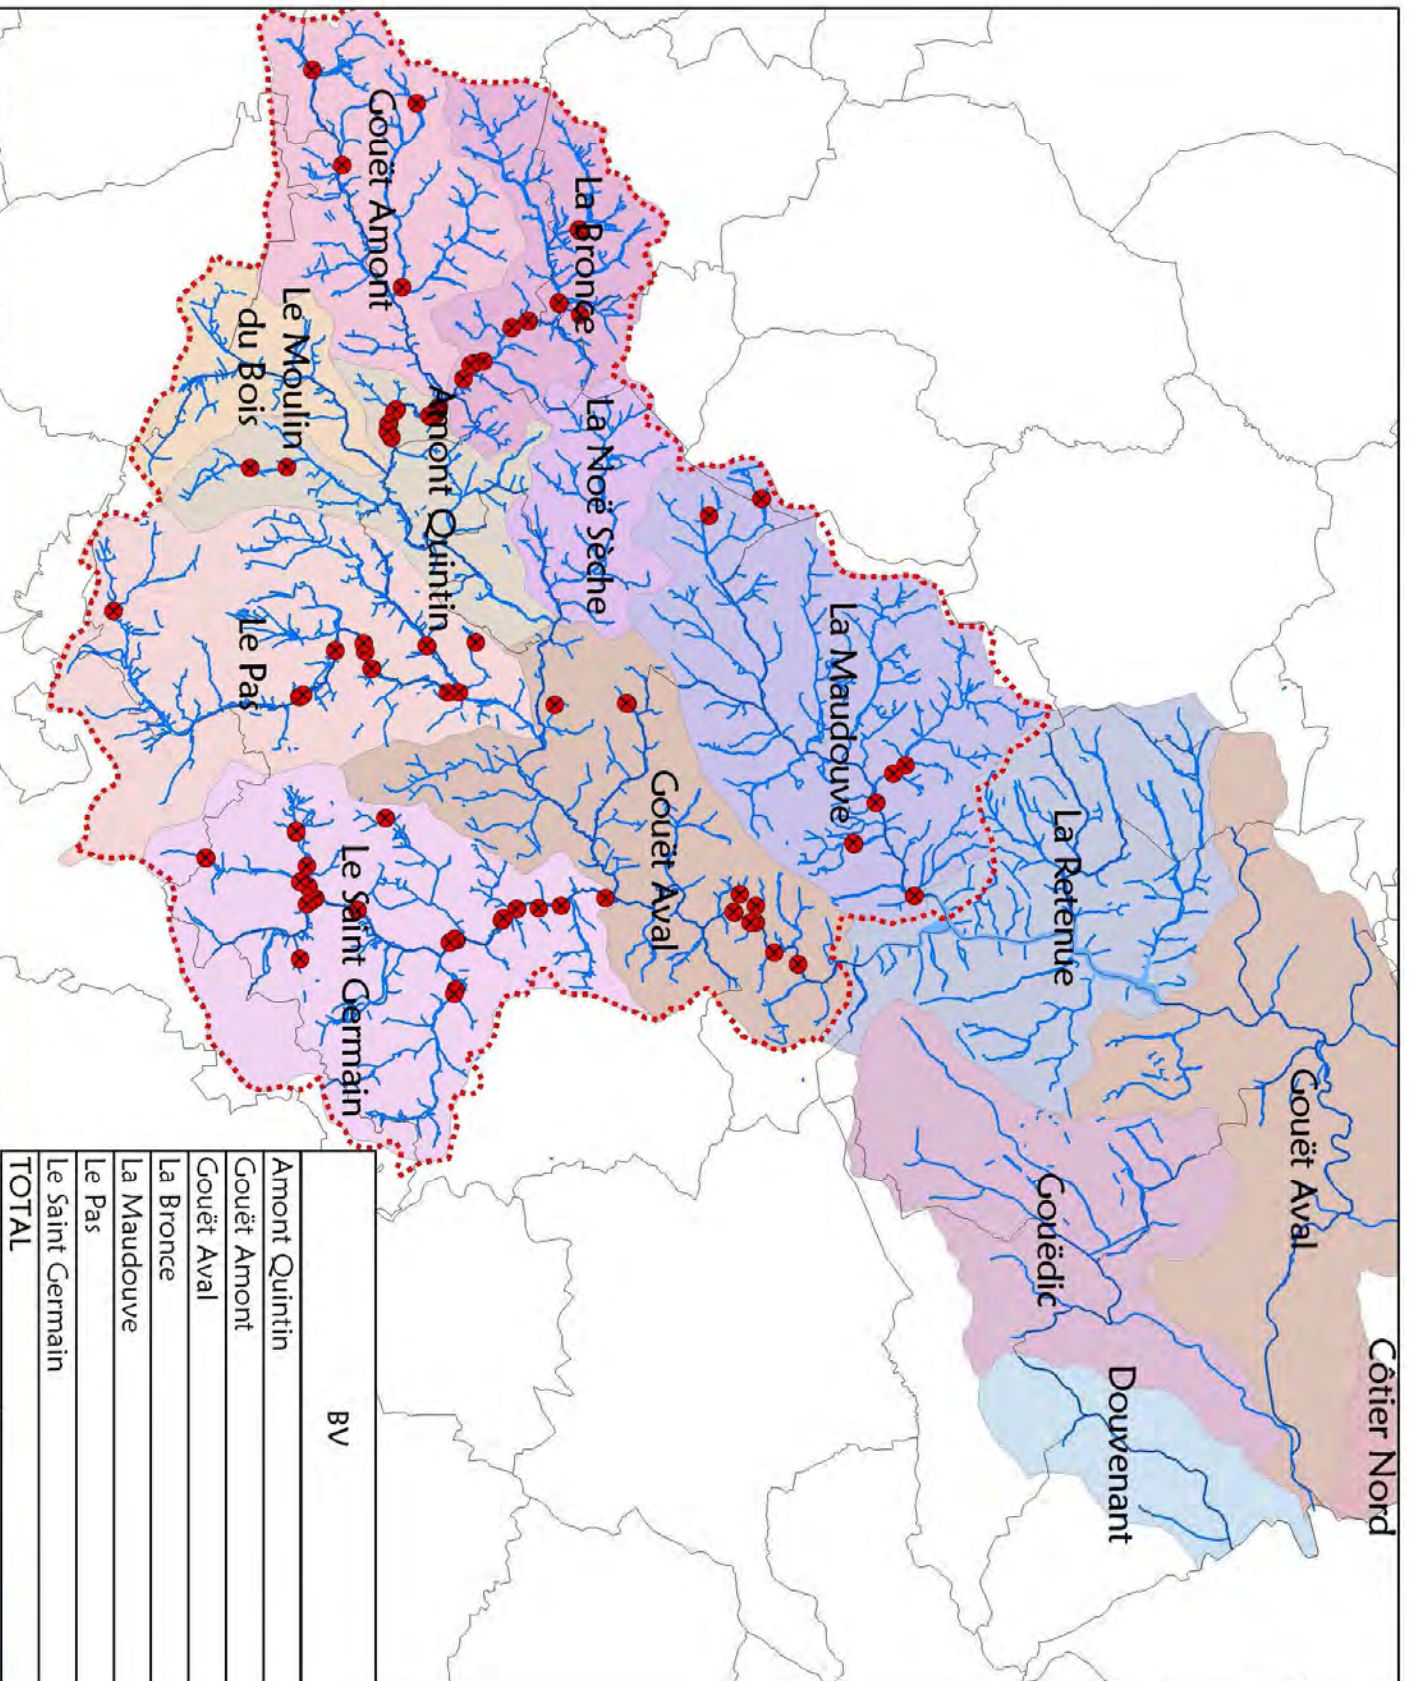 Côtier Nord
Gouët Aval
Douvenant
Gouëdic
La Retenue
La Maudouve
Gouët Aval
La Noë Sèche
La Bronce
Gouët Amont
Amont Quintin
Le Moulin
du Bois
Le Pas
Le Saint Germain
BV
Amont Quintin
Gouët Amont
Gouët Aval
La Bronce
La Maudouve
Le Pas
Le Saint Germain
TOTAL